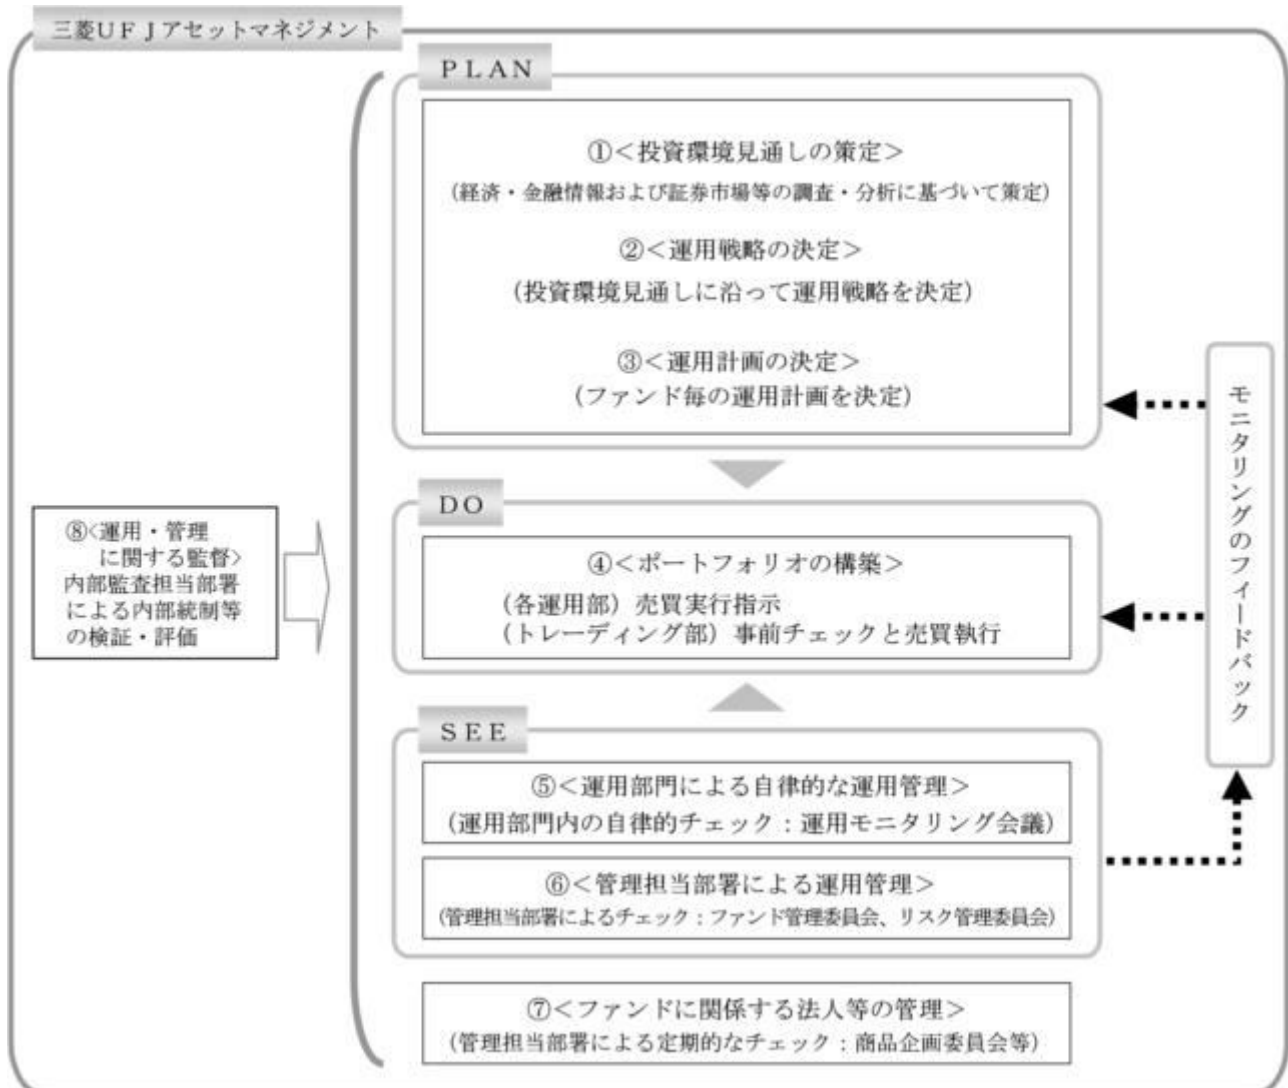 三菱ＵＦＪアセットマネジメント
ＰＬＡＮ
①＜投資環境見通しの策定＞
（経済・金融情報および証券市場等の調査・分析に基づいて策定）
②＜運用戦略の決定＞
（投資環境見通しに沿って運用戦略を決定）
③＜運用計画の決定＞
（ファンド毎の運用計画を決定）
ＤＯ
④＜ポートフォリオの構築＞
（各運用部）売買実行指示
（トレーディング部）事前チェックと売買執行
ＳＥＥ
⑤＜運用部門による自律的な運用管理＞
（運用部門内の自律的チェック：運用モニタリング会議）
⑥＜管理担当部署による運用管理＞
（管理担当部署によるチェック：ファンド管理委員会、リスク管理委員会）
⑦＜ファンドに関係する法人等の管理＞
（管理担当部署による定期的なチェック：商品企画委員会等）
⑧＜運用・管理
に関する監督＞
内部監査担当部署
による内部統制等
の検証・評価
モニタリングのフィードバック